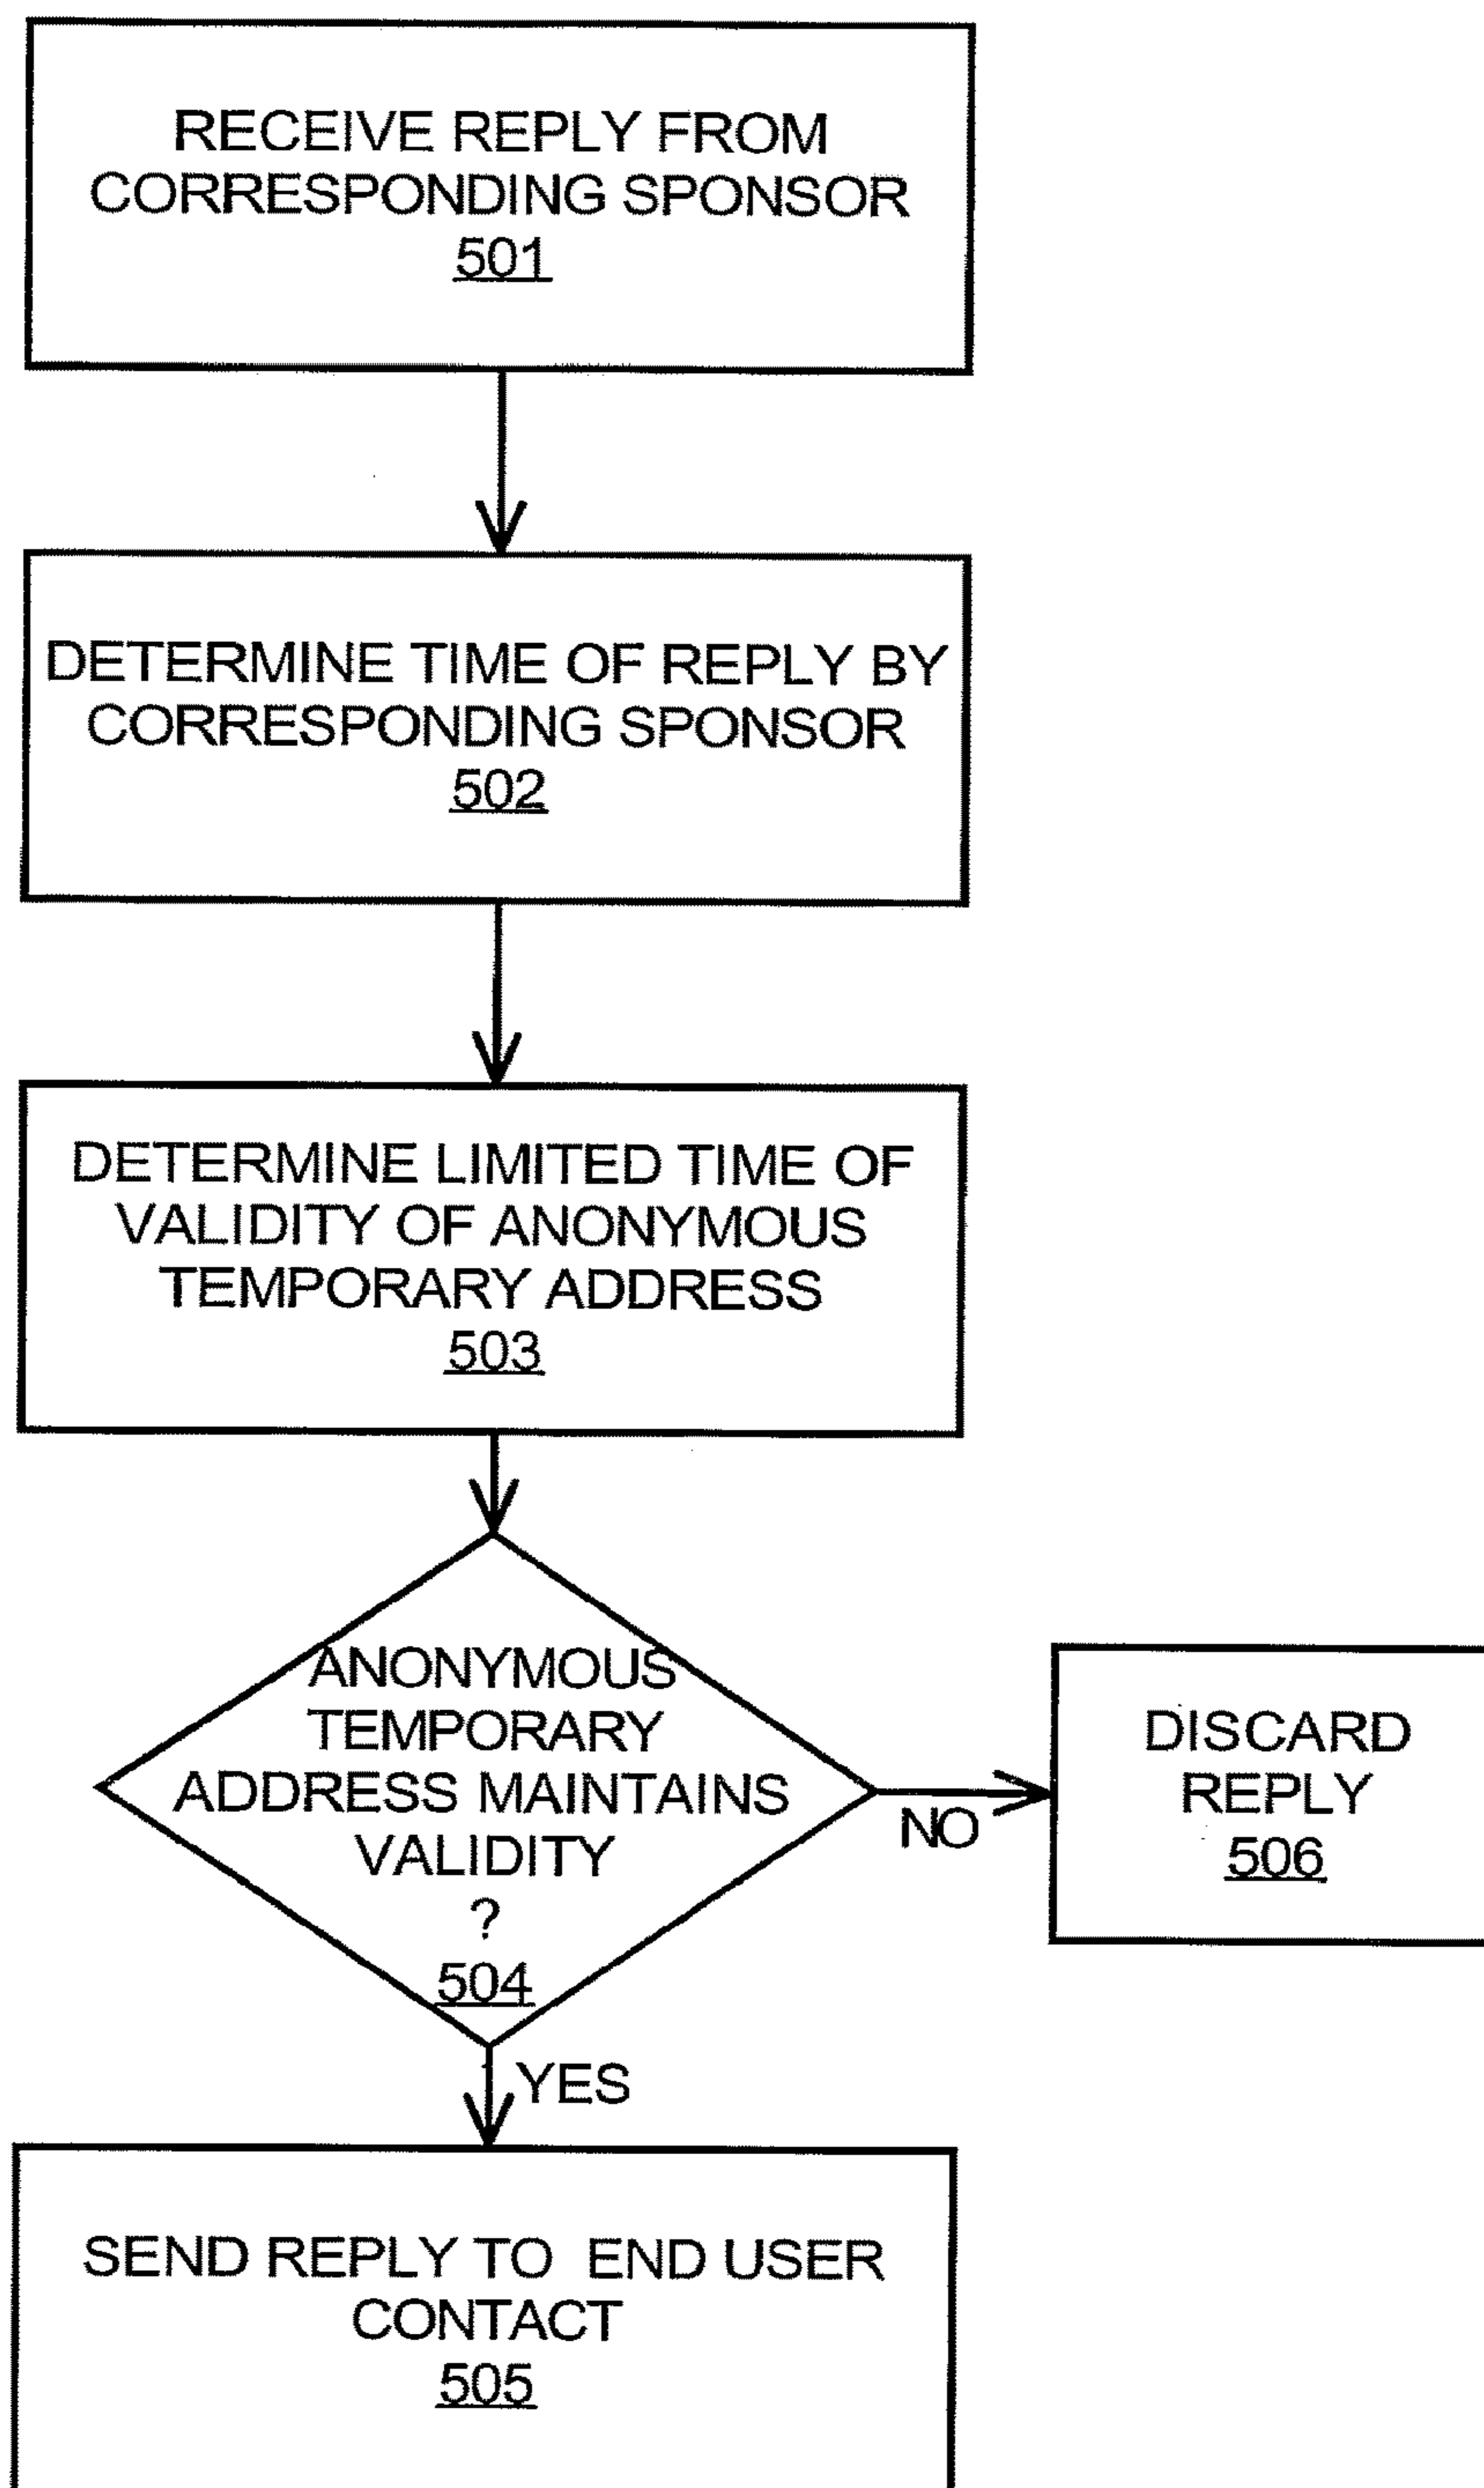 RECEIVE REPLY FROM
CORRESPONDING SPONSOR
501
DETERMINE TIME OF REPLY BY
CORRESPONDING SPONSOR
502
DETERMINE LIMITED TIME OF
VALIDITY OF ANONYMOUS
TEMPORARY ADDRESS
503
ANONYMOUS
TEMPORARY
ADDRESS MAINTAINS
VALIDITY
?
504
NO
DISCARD
REPLY
506
YES
SEND REPLY TO END USER
CONTACT
505